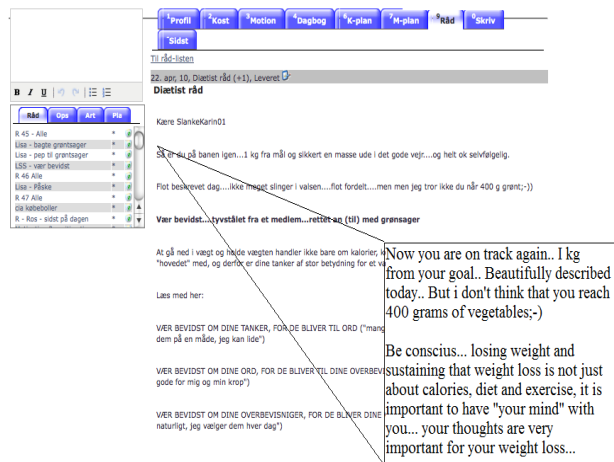 1Profil 2Kost 3Motion 4Dagbog 6K-plan 7M-plan 9Råd 0Skriv
'Sidst
Til råd-listen
22. apr, 10, Diætist råd (+1), Leveret
Diætist råd
B I U
Råd Ops Art Pla
R 45 - Alle *
Lisa - bagte grøntsager *
Lisa - pep til grøntsager *
LSS - vær bevidst *
R 46 Alle *
Lisa - Påske *
R 47 Alle *
cia købeboller *
R - Ros - sidst på dagen *
Kære SlankeKarin01
Så er du på banen igen...1 kg fra mål og sikkert en masse ude i det gode vejr....og helt ok selvfølgelig.
Flot beskrevet dag....ikke meget slinger i valsen....flot fordelt....men men jeg tror ikke du når 400 g grønt;-))
Vær bevidst....tyvstålet fra et medlem...rettet an (til) med grønsager
At gå ned i vægt og holde vægten handler ikke bare om kalorier, k
"hovedet" med, og derfor er dine tanker af stor betydning for et va
Læs med her:
VÆR BEVIDST OM DINE TANKER, FOR DE BLIVER TIL ORD ("mang
dem på en måde, jeg kan lide")
VÆR BEVIDST OM DINE ORD, FOR DE BLIVER TIL DINE OVERBEVI
gode for mig og min krop")
VÆR BEVIDST OM DINE OVERBEVISNIGER, FOR DE BLIVER DINE
naturligt, jeg vælger dem hver dag")
Now you are on track again.. I kg
from your goal.. Beautifully described
today.. But i don't think that you reach
400 grams of vegetables;-)
Be conscius... losing weight and
sustaining that weight loss is not just
about calories, diet and exercise, it is
important to have "your mind" with
you... your thoughts are very
important for your weight loss...